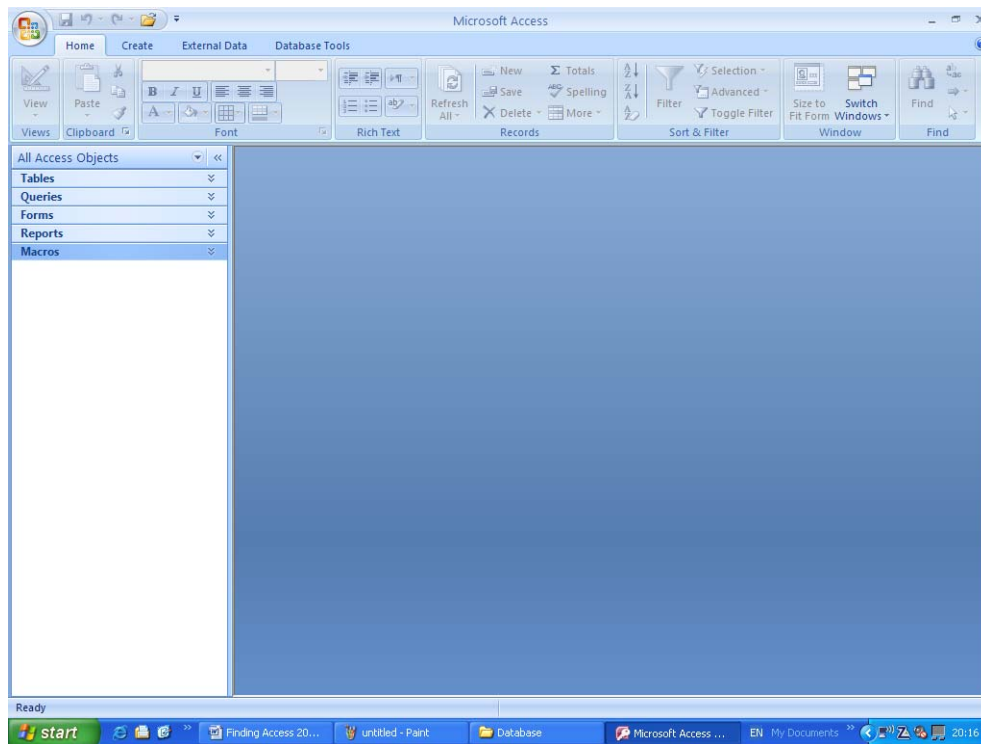 Microsoft Access
Home Create External Data Database Tools
View
Paste
B I U
A
Refresh All
New
Save
Delete
Σ Totals
ABC Spelling
More
Filter
Selection
Advanced
Toggle Filter
Size to Fit Form
Switch Windows
Find
Views Clipboard Font Rich Text Records Sort & Filter Window Find
All Access Objects
Tables
Queries
Forms
Reports
Macros
Ready
start Finding Access 20... untitled - Paint Database Microsoft Access ... EN My Documents 20:16